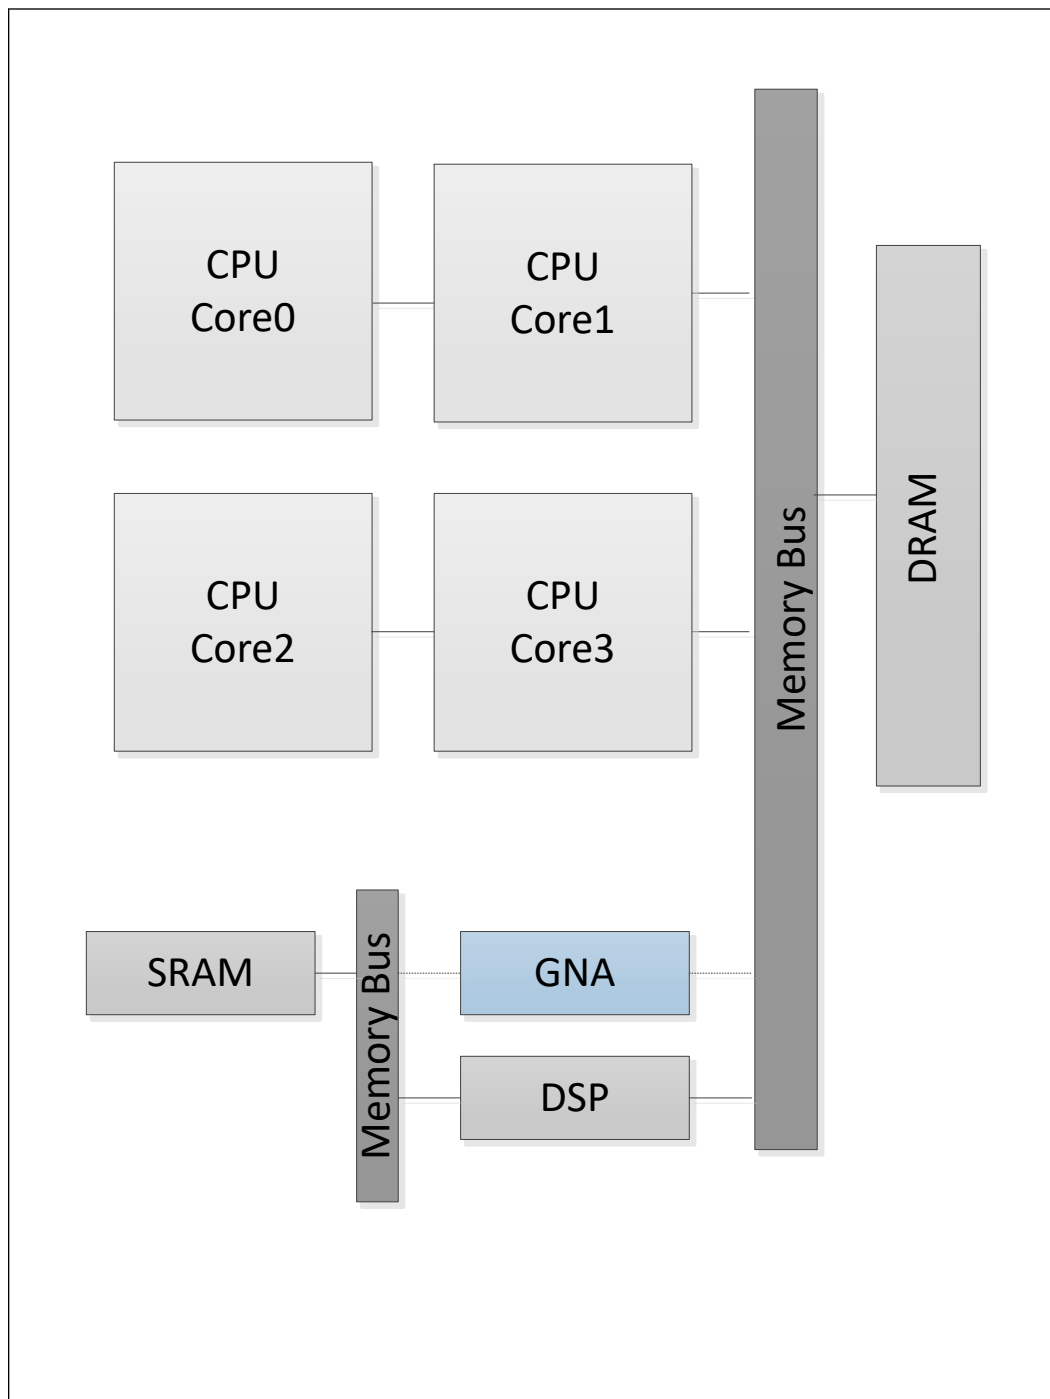 CPU
Core0
CPU
Core1
CPU
Core2
CPU
Core3
Memory Bus
DRAM
SRAM
Memory Bus
GNA
DSP